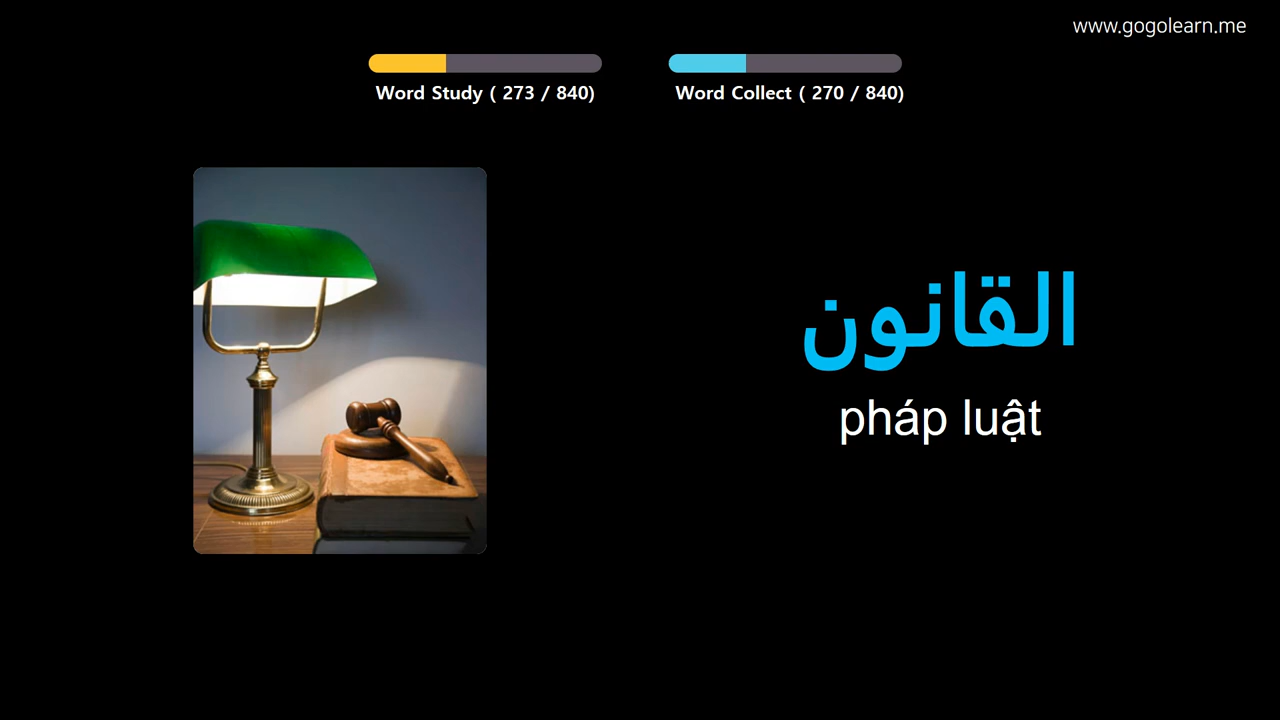 www.gogolearn.me
Word Study ( 273 / 840)
Word Collect ( 270 / 840)
القانون
pháp luật